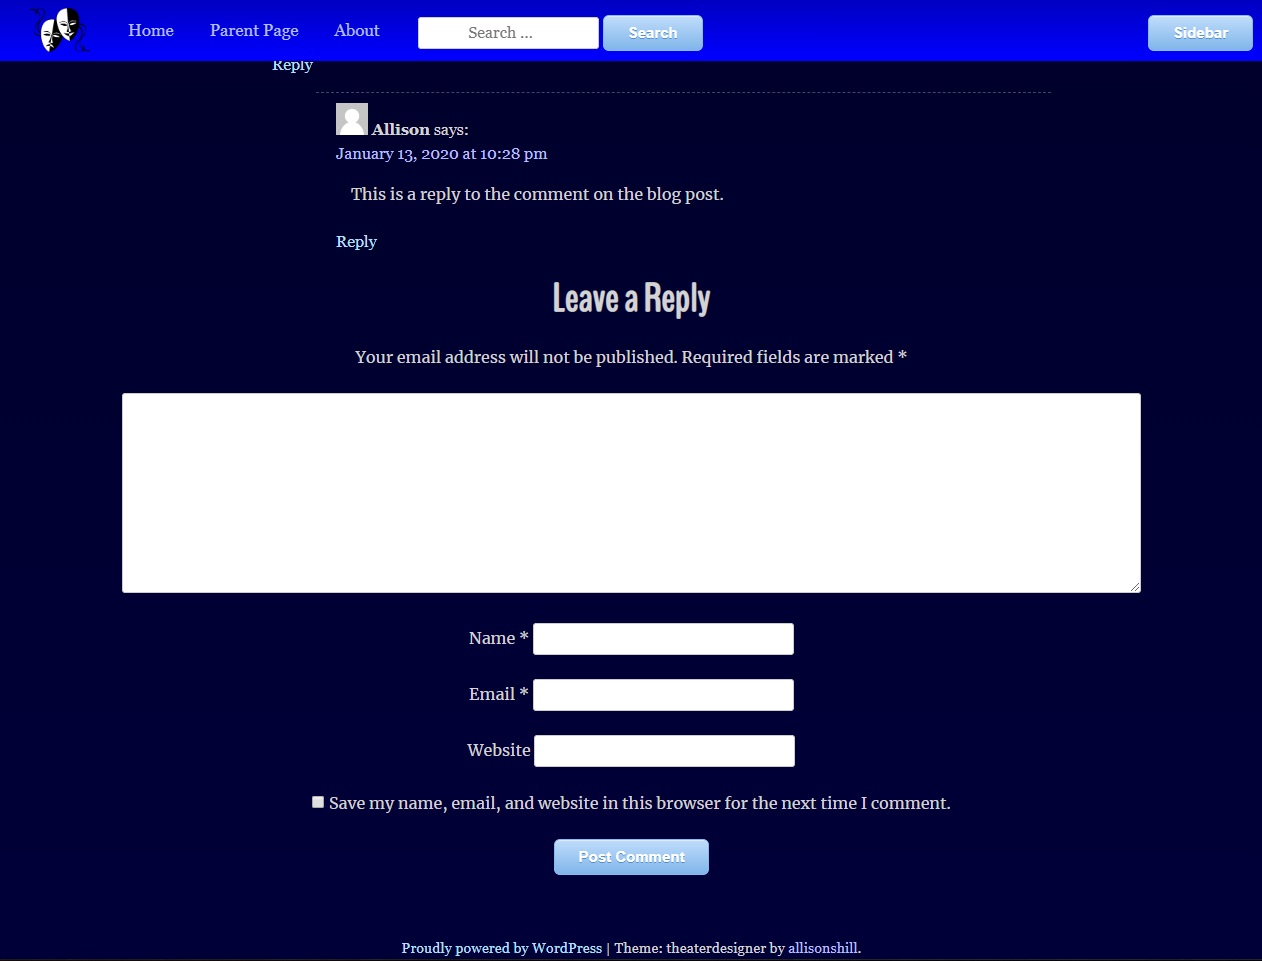 Home Parent Page About Search ... Search Sidebar
Reply
Allison says:
January 13, 2020 at 10:28 pm
This is a reply to the comment on the blog post.
Reply
Leave a Reply
Your email address will not be published. Required fields are marked *
Name *
Email *
Website
Save my name, email, and website in this browser for the next time I comment.
Post Comment
Proudly powered by WordPress | Theme: theaterdesigner by allisonshill.